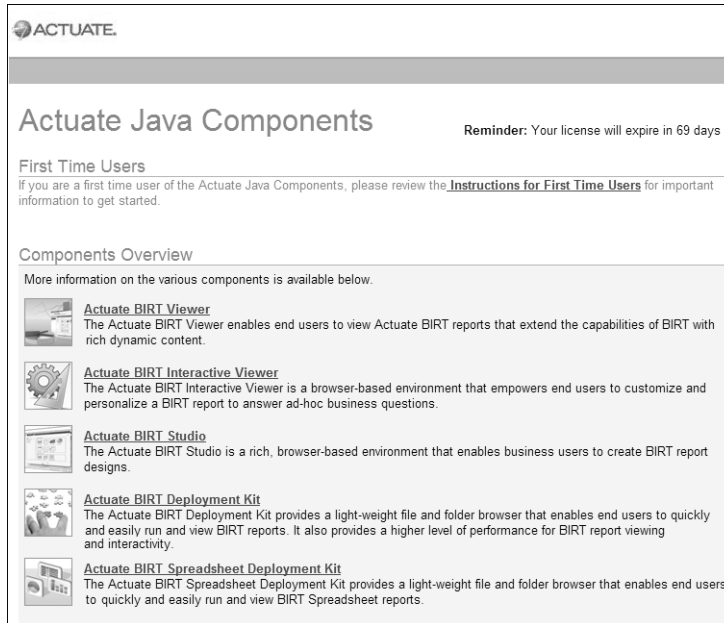 ACTUATE.
Actuate Java Components
Reminder: Your license will expire in 69 days
First Time Users
If you are a first time user of the Actuate Java Components, please review the Instructions for First Time Users for important
information to get started.
Components Overview
More information on the various components is available below.
Actuate BIRT Viewer
The Actuate BIRT Viewer enables end users to view Actuate BIRT reports that extend the capabilities of BIRT with
rich dynamic content.
Actuate BIRT Interactive Viewer
The Actuate BIRT Interactive Viewer is a browser-based environment that empowers end users to customize and
personalize a BIRT report to answer ad-hoc business questions.
Actuate BIRT Studio
The Actuate BIRT Studio is a rich, browser-based environment that enables business users to create BIRT report
designs.
Actuate BIRT Deployment Kit
The Actuate BIRT Deployment Kit provides a light-weight file and folder browser that enables end users to quickly
and easily run and view BIRT reports. It also provides a higher level of performance for BIRT report viewing
and interactivity.
Actuate BIRT Spreadsheet Deployment Kit
The Actuate BIRT Spreadsheet Deployment Kit provides a light-weight file and folder browser that enables end users
to quickly and easily run and view BIRT Spreadsheet reports.